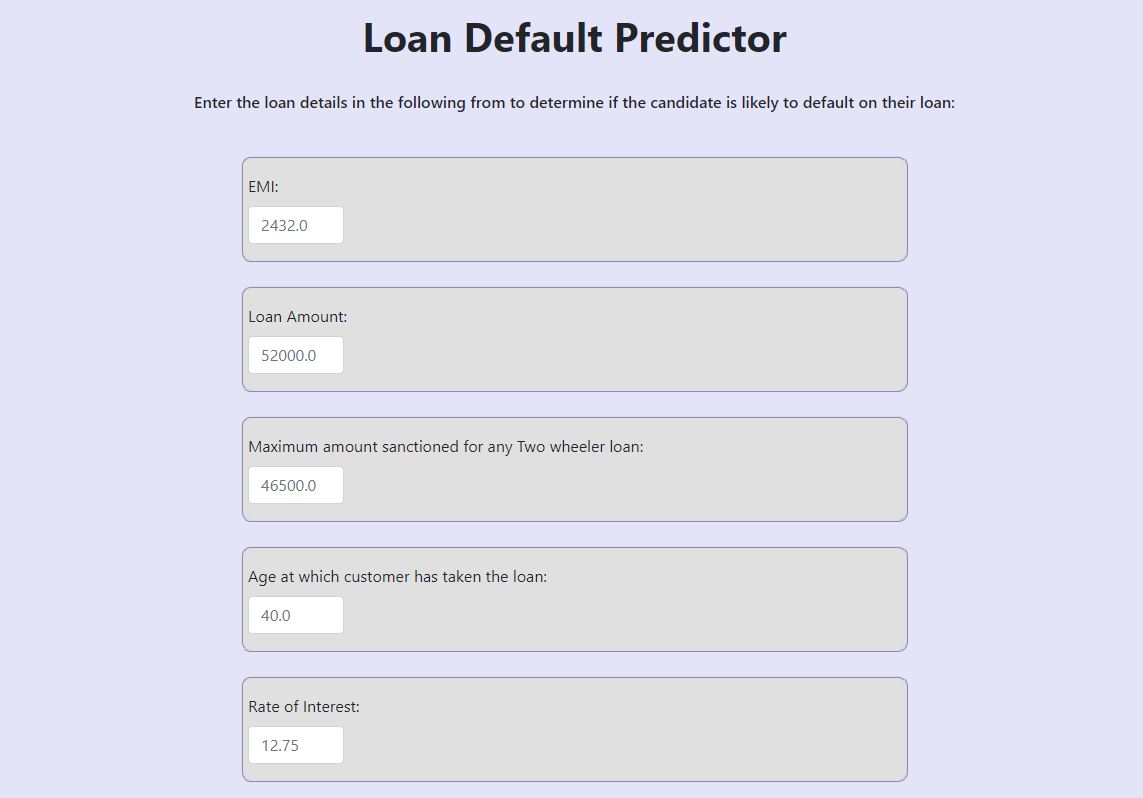 Loan Default Predictor
Enter the loan details in the following from to determine if the candidate is likely to default on their loan:
EMI:
2432.0
Loan Amount:
52000.0
Maximum amount sanctioned for any Two wheeler loan:
46500.0
Age at which customer has taken the loan:
40.0
Rate of Interest:
12.75